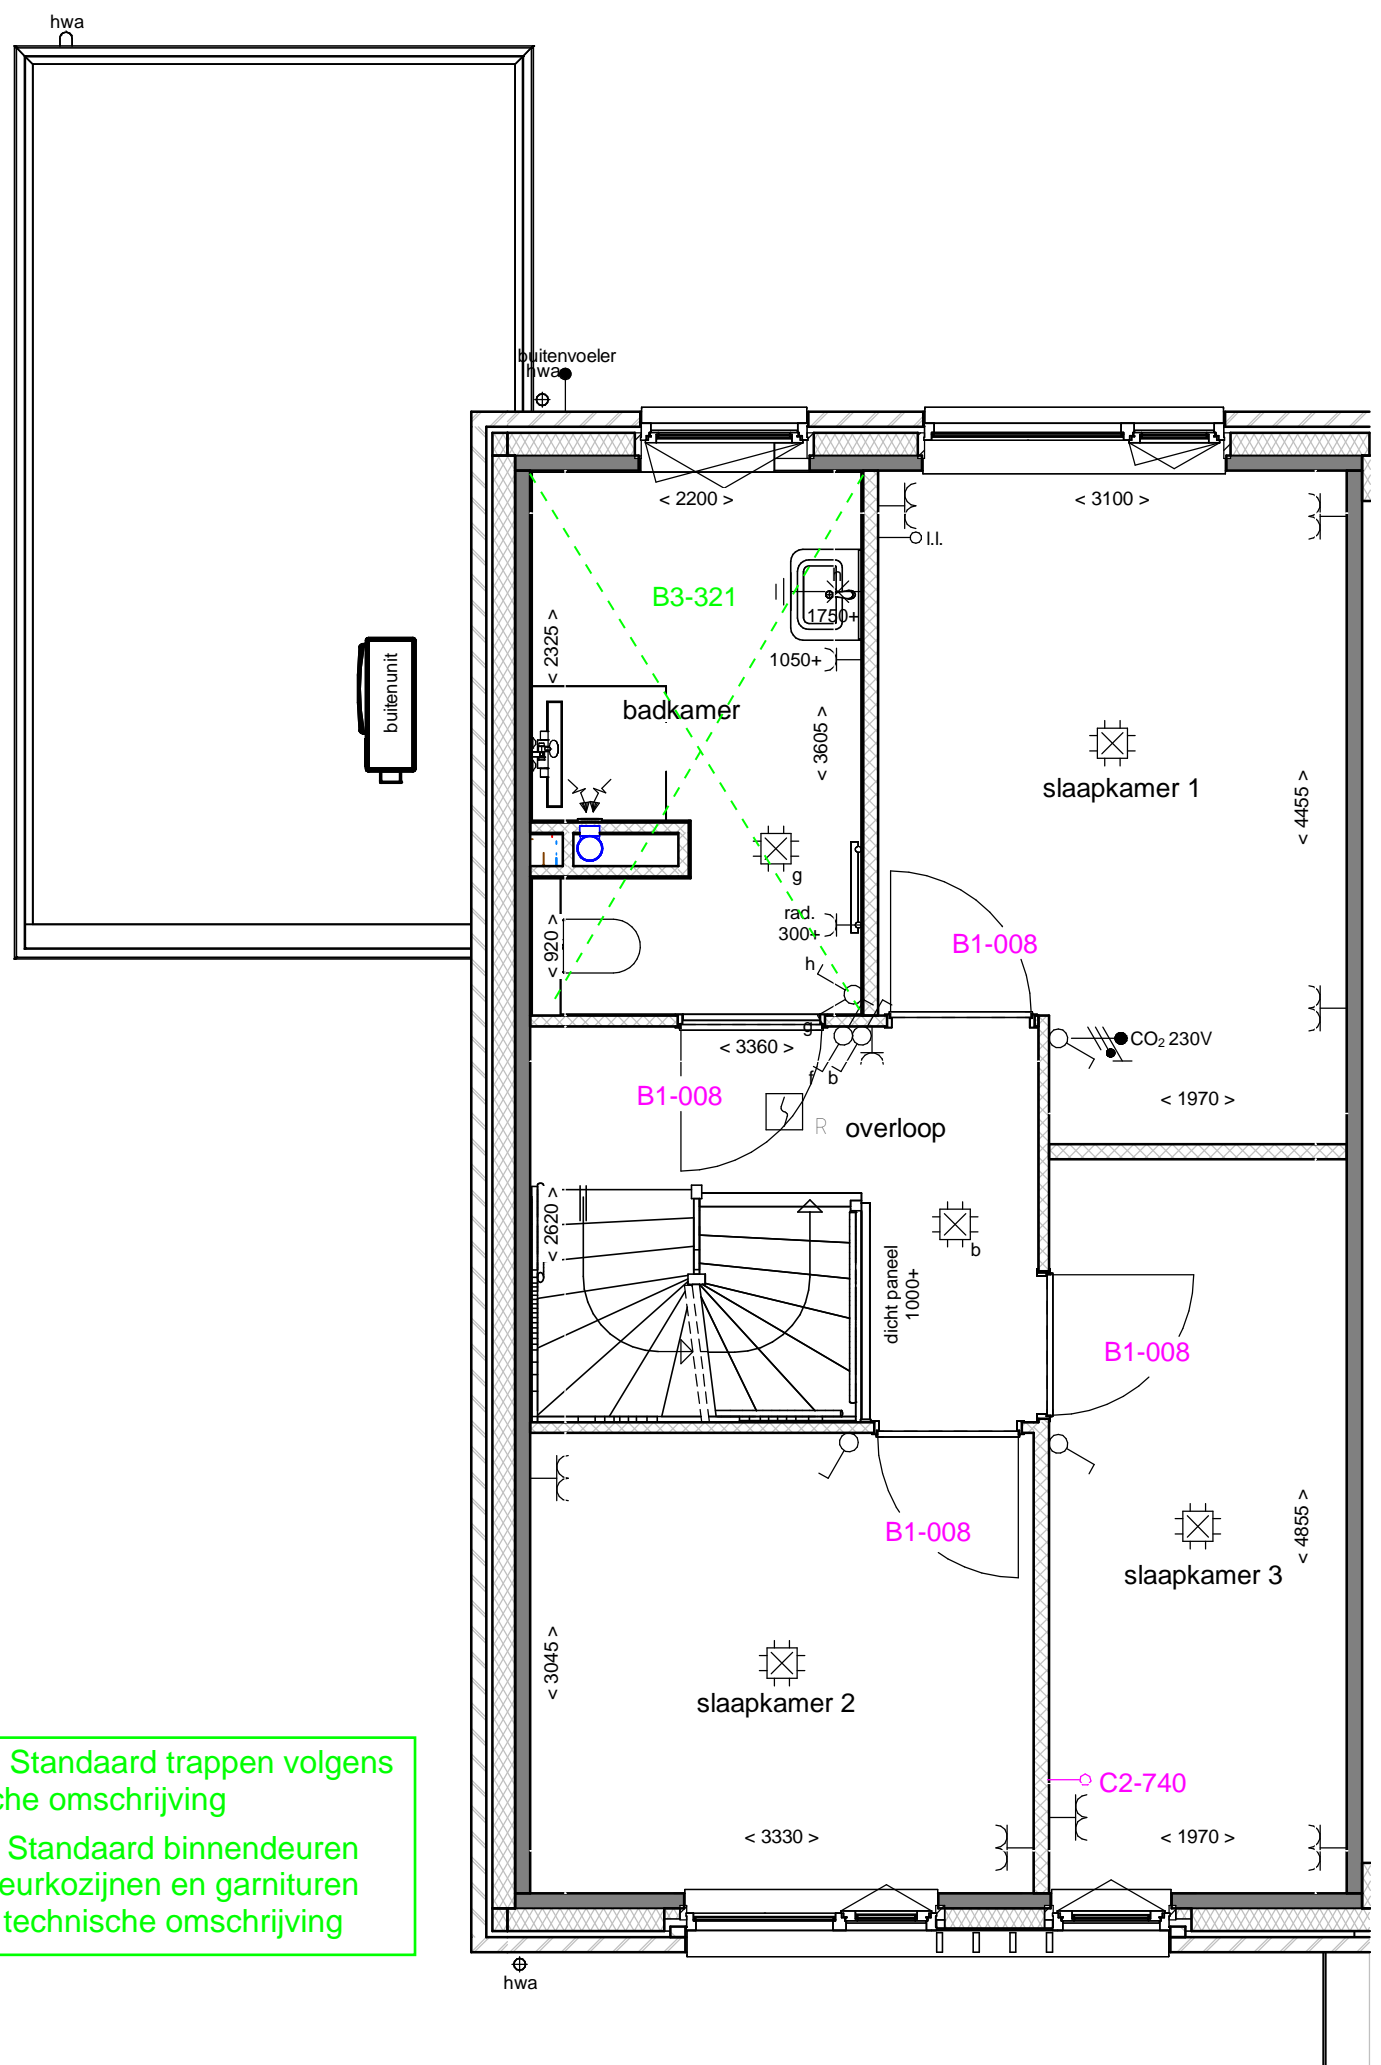 hwa
buitenvoeler
hwa
< 2200 >
< 3100 >
l.l.
B3-321
h
1750+
< 2325 >
1050+
buitenunit
badkamer
< 3605 >
slaapkamer 1
< 4455 >
g
rad.
300+
< 920 >
B1-008
h
g
< 3360 >
CO₂ 230V
f
b
B1-008
< 1970 >
R
overloop
< 2620 >
b
dicht paneel
1000+
B1-008
B1-008
< 4855 >
slaapkamer 3
< 3045 >
slaapkamer 2
Standaard trappen volgens
che omschrijving
Standaard binnendeuren
eurkozijnen en garnituren
technische omschrijving
C2-740
< 3330 >
< 1970 >
hwa